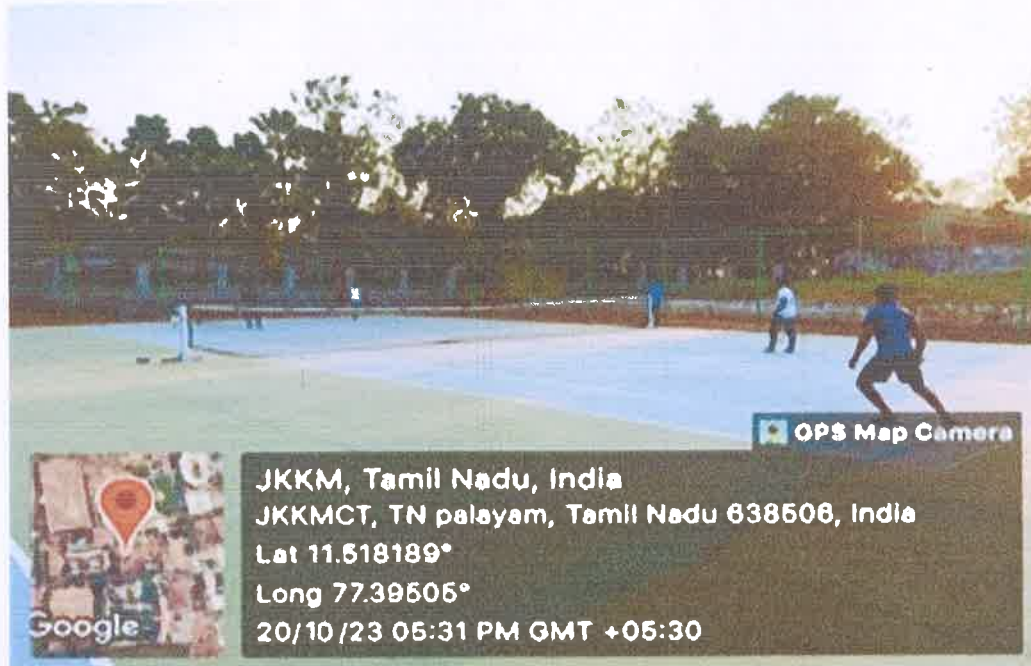 GPS Map Camera
JKKM, Tamil Nadu, India
JKKMCT, TN palayam, Tamil Nadu 638506, India
Lat 11.518189°
Long 77.39505°
20/10/23 05:31 PM GMT +05:30
Google